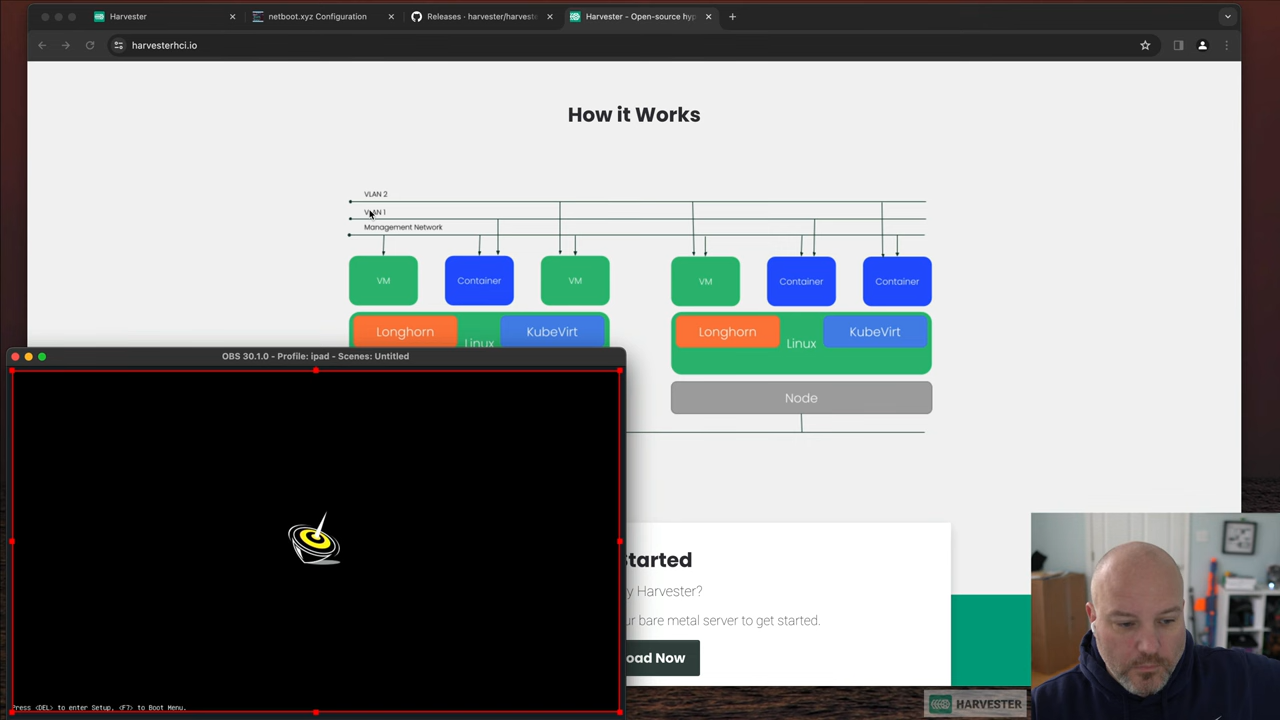 Harvester
netboot.xyz Configuration
Releases · harvester/harveste
Harvester - Open-source hyp
harvesterhci.io
How it Works
VLAN 2
VLAN 1
Management Network
VM
Container
VM
VM
Container
Container
Longhorn
Linux
KubeVirt
Longhorn
Linux
KubeVirt
Node
OBS 30.1.0 - Profile: ipad - Scenes: Untitled
Press <DEL> to enter Setup, <F7> to Boot Menu.
Started
y Harvester?
ur bare metal server to get started.
oad Now
HARVESTER